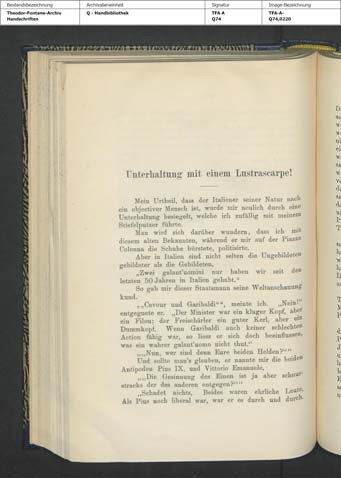 Bestandsbezeichnung Archivalieneinheit Signatur Image-Bezeichnung
Theodor-Fontane-Archiv Q - Handbibliothek TFA A TFA-A-
Handschriften Q74 Q74,0220
Unterhaltung mit einem Lustrascarpe!
Mein Urtheil, dass der Italiener seiner Natur nach
ein objectiver Mensch ist, wurde mir neulich durch eine
Unterhaltung besiegelt, welche ich zufällig mit meinem
Stiefelputzer führte.
Man wird sich darüber wundern, dass ich mit
diesem alten Bekannten, während er mir auf der Piazza
Colonna die Schuhe bürstete, politisirte.
Aber in Italien sind nicht selten die Ungebildeten
gebildeter als die Gebildeten.
„Zwei galant'uomini nur haben wir seit den
letzten 50 Jahren in Italien gehabt.“
So gab mir dieser Staatsmann seine Weltanschauung
kund.
„„Cavour und Garibaldi““, meinte ich. „Nein!“
entgegnete er. „Der Minister war ein kluger Kopf, aber
ein Filou; der Freischärler ein guter Kerl, aber ein
Dummkopf. Wenn Garibaldi auch keiner schlechten
Action fähig war, so liess er sich doch beeinflussen,
was ein wahrer galant'uomo nicht thut.“
„„Nun, wer sind denn Eure beiden Helden?““
Und sollte man's glauben, er nannte mir die beiden
Antipoden Pius IX. und Vittorio Emanuele.
„„Die Gesinnung des Einen ist ja aber schnur-
stracks der des anderen entgegen?““
„Schadet nichts. Beides waren ehrliche Leute.
Als Pius noch liberal war, war er es durch und durch.